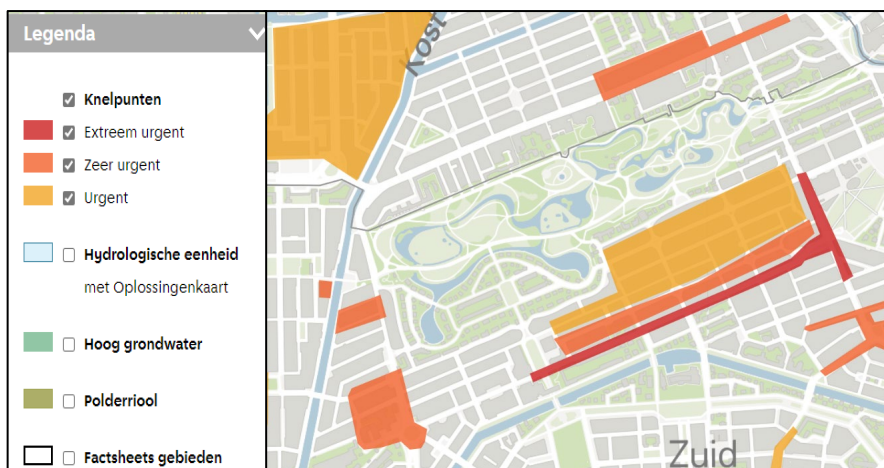 Legenda
Knelpunten
Extreem urgent
Zeer urgent
Urgent
Hydrologische eenheid
met Oplossingenkaart
Hoog grondwater
Polderriool
Factsheets gebieden
Kost
Zuid